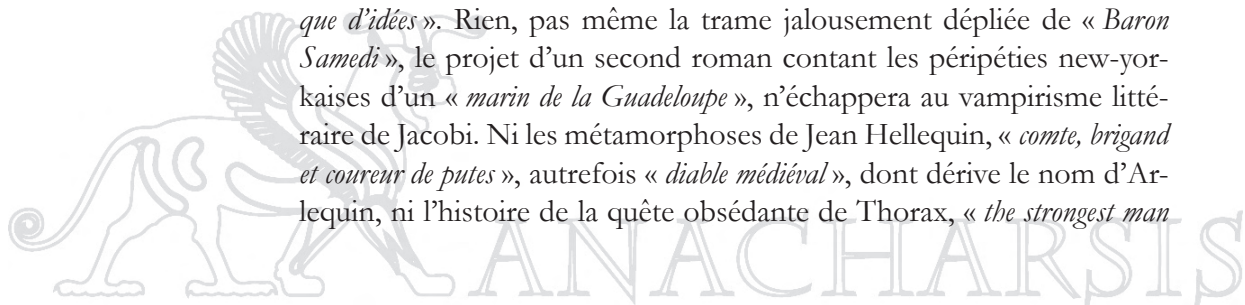 que d’idées ». Rien, pas même la trame jalousement dépliée de « Baron
Samedi », le projet d’un second roman contant les péripéties new-yor-
kaises d’un « marin de la Guadeloupe », n’échappera au vampirisme litté-
raire de Jacobi. Ni les métamorphoses de Jean Hellequin, « comte, brigand
et coureur de putes », autrefois « diable médiéval », dont dérive le nom d’Ar-
lequin, ni l’histoire de la quête obsédante de Thorax, « the strongest man
ANACHARSIS